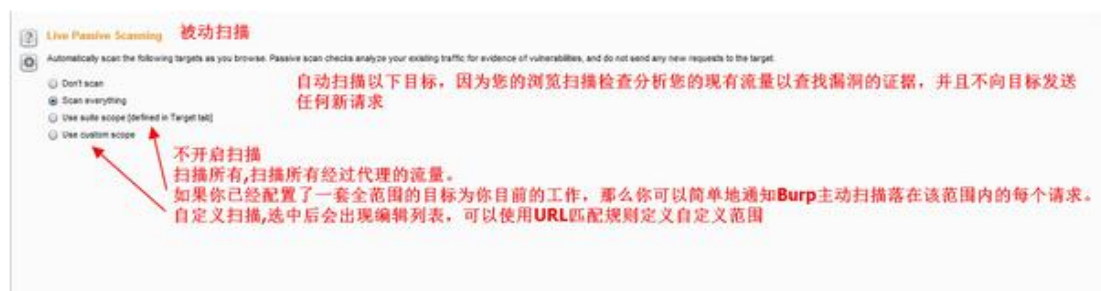 Live Passive Scanning 被动扫描
Automatically scan the following targets as you browse. Passive scan checks analyze your existing traffic for evidence of vulnerabilities, and do not send any new requests to the target.
Don't scan
自动扫描以下目标，因为您的浏览扫描检查分析您的现有流量以查找漏洞的证据，并且不向目标发送
Scan everything
任何新请求
Use suite scope [defined in Target tab]
Use custom scope
不开启扫描
扫描所有,扫描所有经过代理的流量。
如果你已经配置了一套全范围的目标为你目前的工作，那么你可以简单地通知Burp主动扫描落在该范围内的每个请求。
自定义扫描,选中后会出现编辑列表，可以使用URL匹配规则定义自定义范围